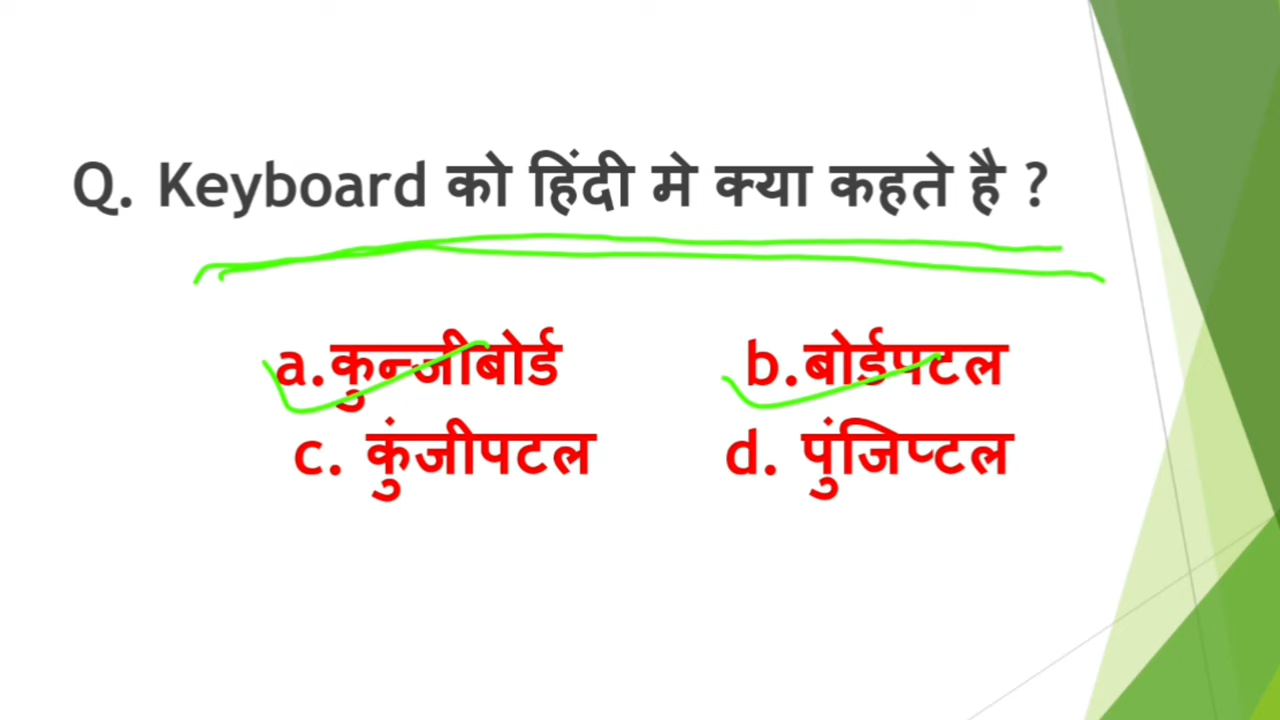 Q. Keyboard को हिंदी मे क्या कहते है ?
a.कुन्जीबोर्ड b.बोर्डपटल
c. कुंजीपटल d. पुंजिप्टल